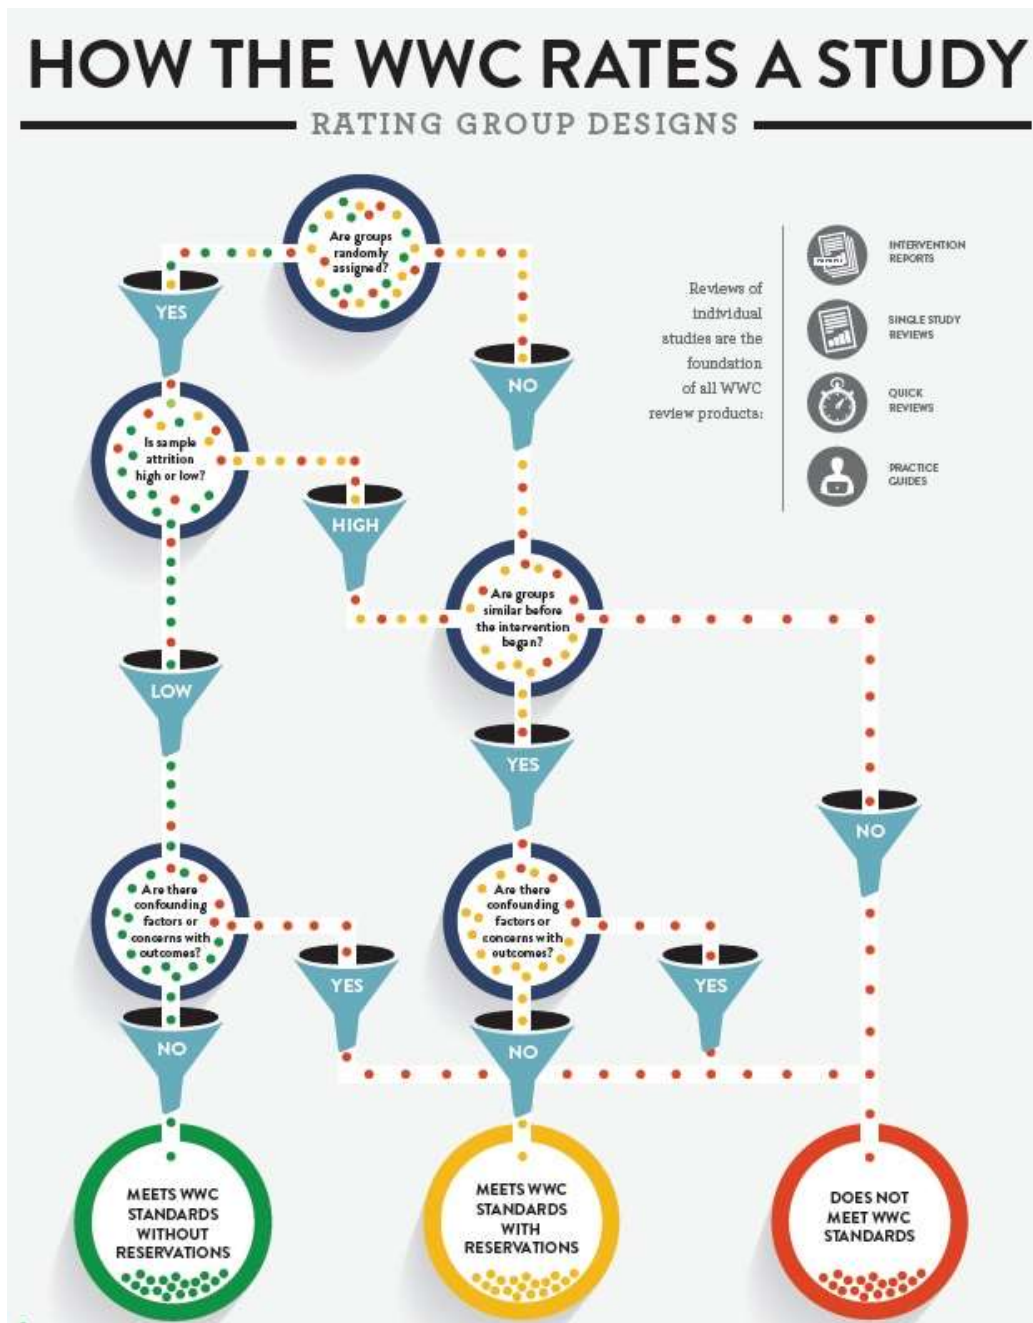 HOW THE WWC RATES A STUDY
RATING GROUP DESIGNS
Are groups
randomly
assigned?
YES
NO
Reviews of
individual
studies are the
foundation
of all WWC
review products:
INTERVENTION
REPORTS
SINGLE STUDY
REVIEWS
QUICK
REVIEWS
PRACTICE
GUIDES
Is sample
attrition
high or low?
HIGH
LOW
Are groups
similar before
the intervention
began?
YES
NO
Are there
confounding
factors or
concerns with
outcomes?
YES
NO
Are there
confounding
factors or
concerns with
outcomes?
YES
NO
MEETS WWC
STANDARDS
WITHOUT
RESERVATIONS
MEETS WWC
STANDARDS
WITH
RESERVATIONS
DOES NOT
MEET WWC
STANDARDS